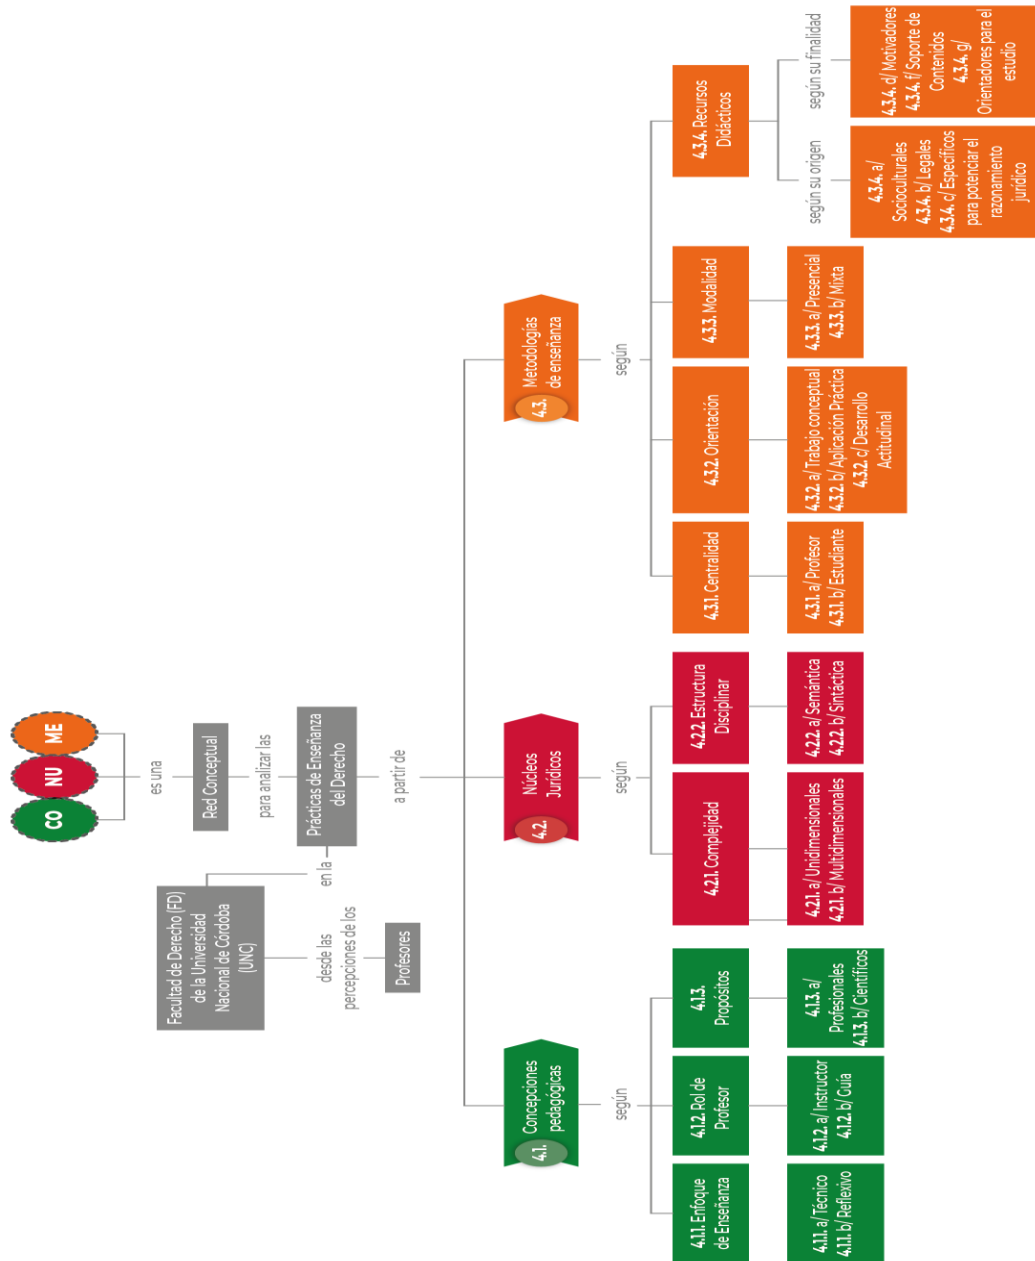 CO
NU
ME
es una
Red Conceptual
para analizar las
Prácticas de Enseñanza
del Derecho
en la
Facultad de Derecho (FD)
de la Universidad
Nacional de Córdoba
(UNC)
desde las
percepciones de los
Profesores
a partir de
4.1.
Concepciones
pedagógicas
según
4.1.1. Enfoque
de Enseñanza
4.1.1. a/ Técnico
4.1.1. b/ Reflexivo
4.1.2. Rol de
Profesor
4.1.2. a/ Instructor
4.1.2. b/ Guía
4.1.3.
Propósitos
4.1.3. a/
Profesionales
4.1.3. b/ Científicos
4.2.
Núcleos
Jurídicos
según
4.2.1. Complejidad
4.2.1. a/ Unidimensionales
4.2.1. b/ Multidimensionales
4.2.2. Estructura
Disciplinar
4.2.2. a/ Semántica
4.2.2. b/ Sintáctica
4.3.
Metodologías
de enseñanza
según
4.3.1. Centralidad
4.3.1. a/ Profesor
4.3.1. b/ Estudiante
4.3.2. Orientación
4.3.2. a/ Trabajo conceptual
4.3.2. b/ Aplicación Práctica
4.3.2. c/ Desarrollo
Actitudinal
4.3.3. Modalidad
4.3.3. a/ Presencial
4.3.3. b/ Mixta
4.3.4. Recursos
Didácticos
según su origen
4.3.4. a/
Socioculturales
4.3.4. b/ Legales
4.3.4. c/ Específicos
para potenciar el
razonamiento
jurídico
según su finalidad
4.3.4. d/ Motivadores
4.3.4. f/ Soporte de
Contenidos
4.3.4. g/
Orientadores para el
estudio